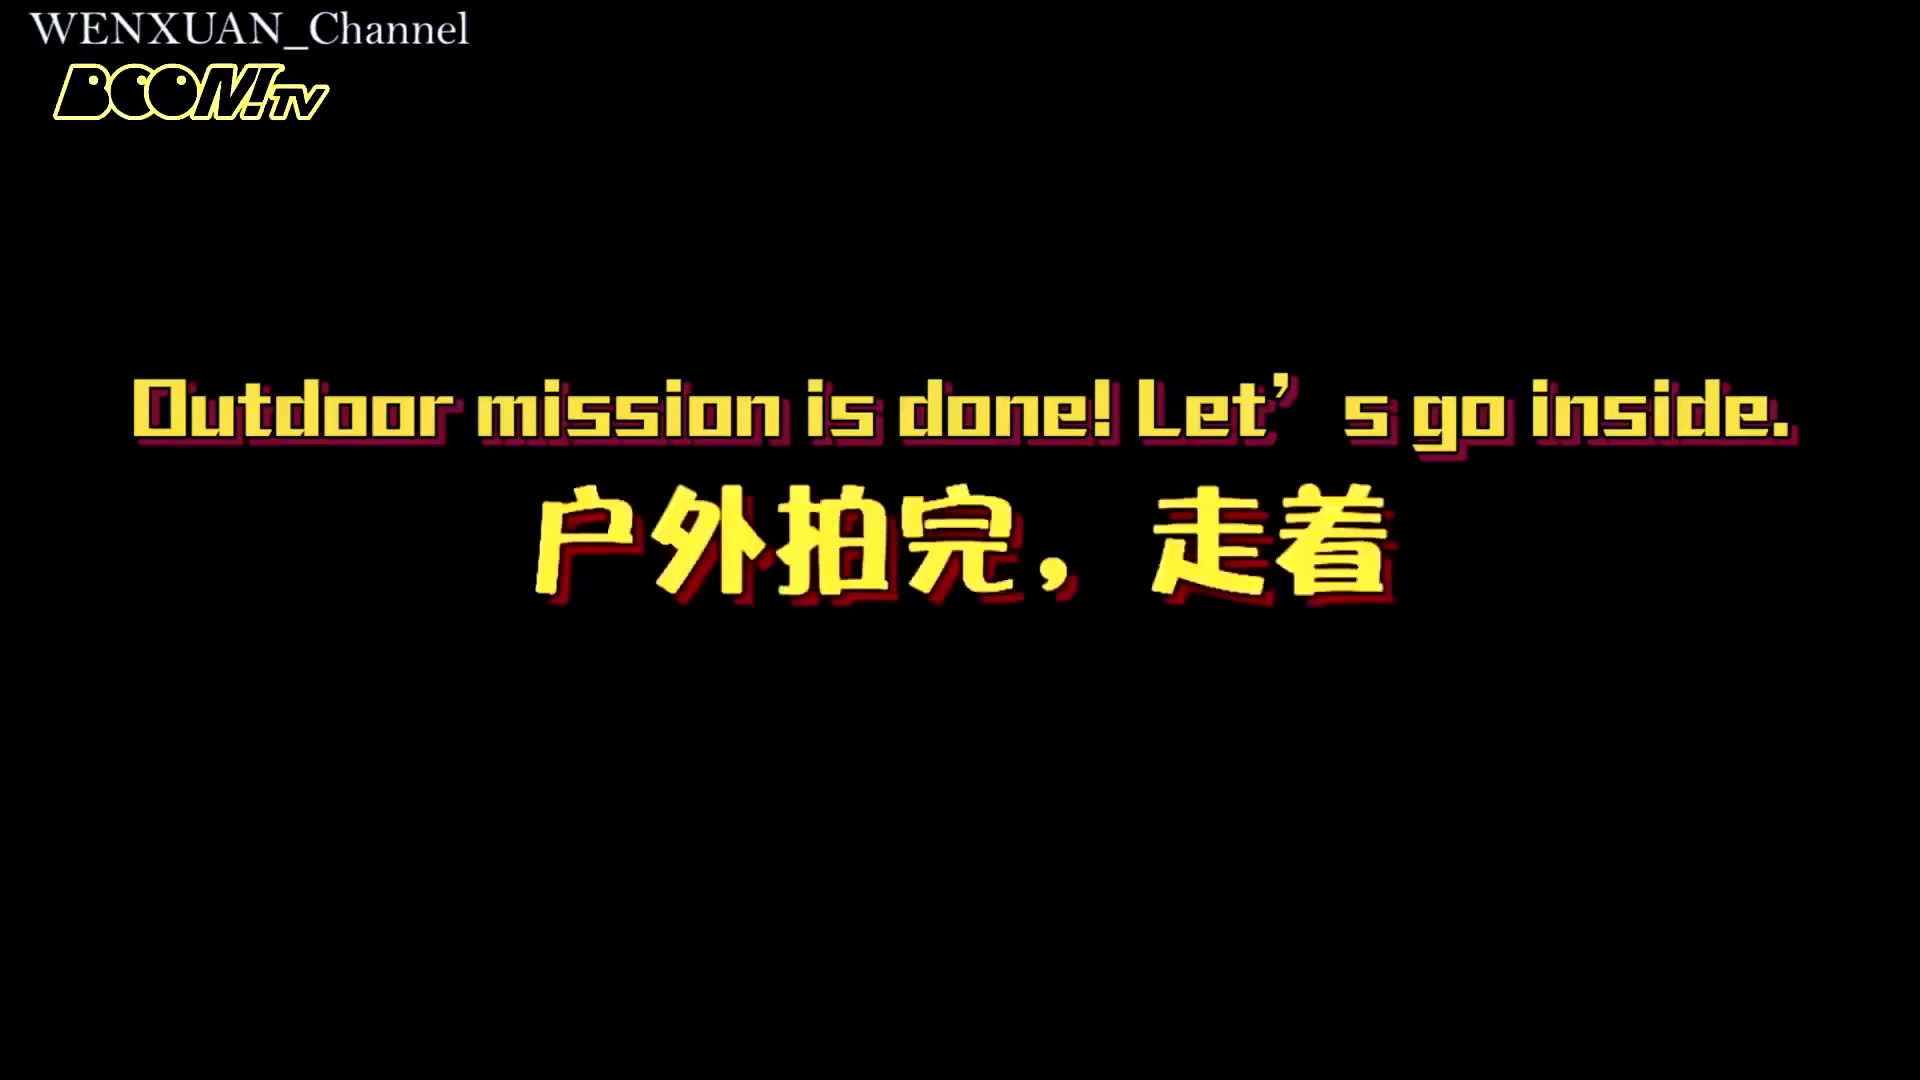 WENXUAN_Channel
BOOM!TV
Outdoor mission is done! Let’s go inside.
户外拍完，走着